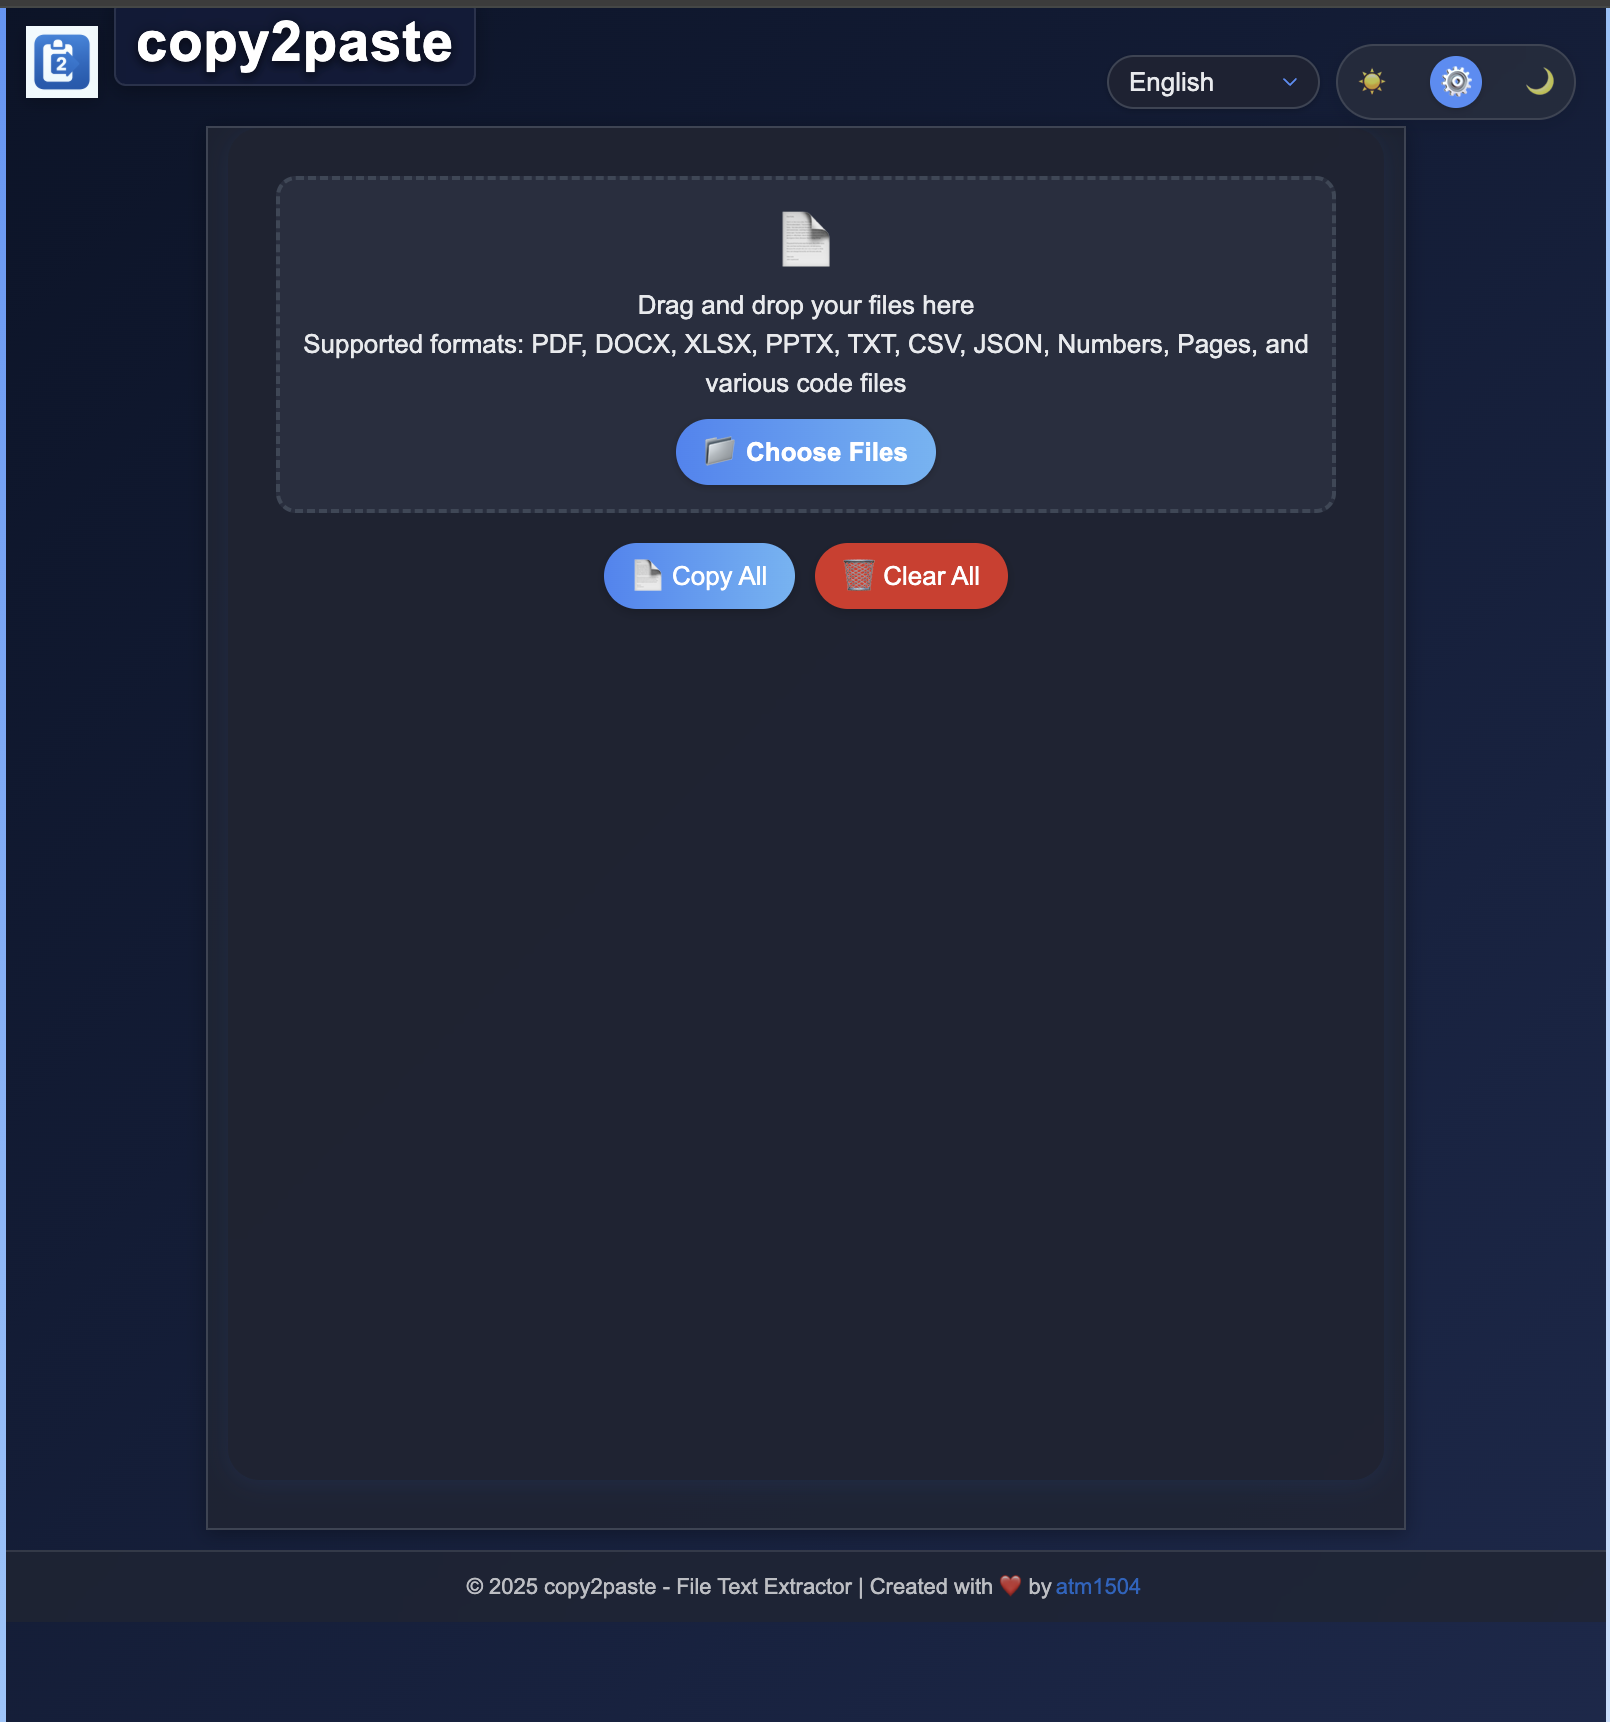 2
copy2paste
English
Drag and drop your files here
Supported formats: PDF, DOCX, XLSX, PPTX, TXT, CSV, JSON, Numbers, Pages, and
various code files
Choose Files
Copy All
Clear All
© 2025 copy2paste - File Text Extractor | Created with ❤️ by atm1504